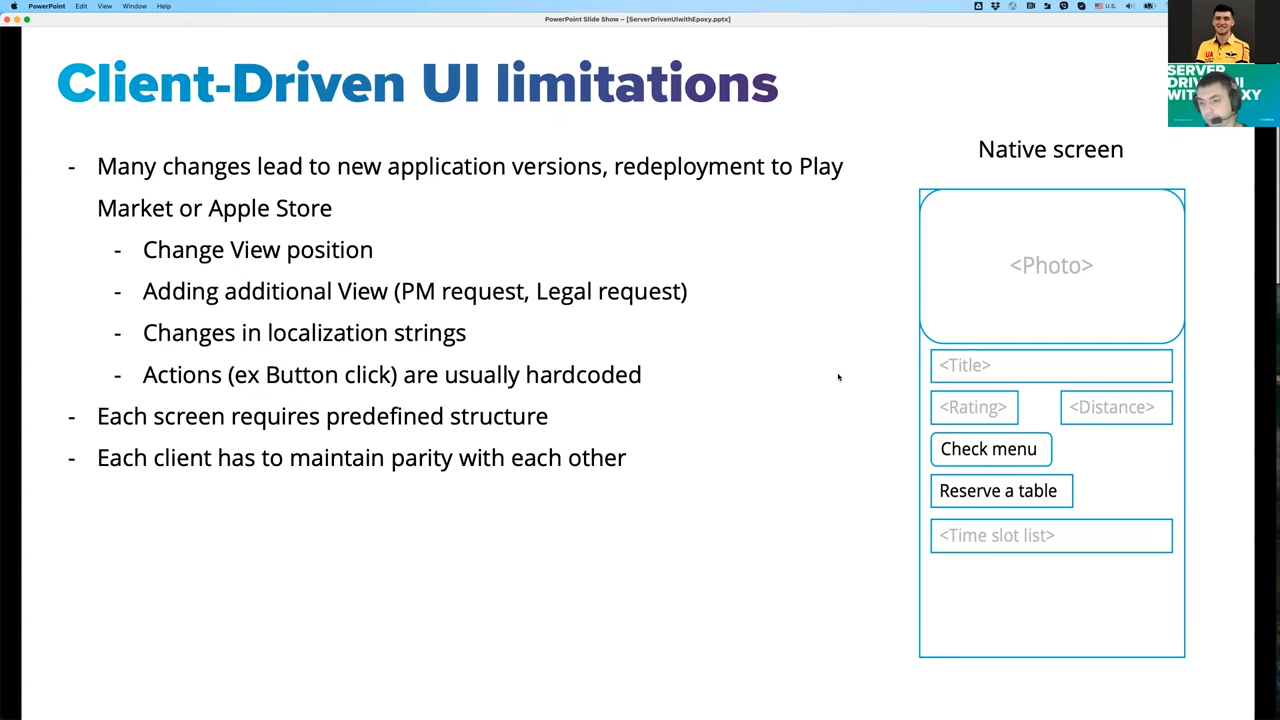 PowerPoint Edit View Window Help
U.S.
PowerPoint Slide Show – [ServerDrivenUIwithEpoxy.pptx]
Client-Driven UI limitations
- Many changes lead to new application versions, redeployment to Play
Market or Apple Store
- Change View position
- Adding additional View (PM request, Legal request)
- Changes in localization strings
- Actions (ex Button click) are usually hardcoded
- Each screen requires predefined structure
- Each client has to maintain parity with each other
Native screen
<Photo>
<Title>
<Rating> <Distance>
Check menu
Reserve a table
<Time slot list>
UA
SERVER